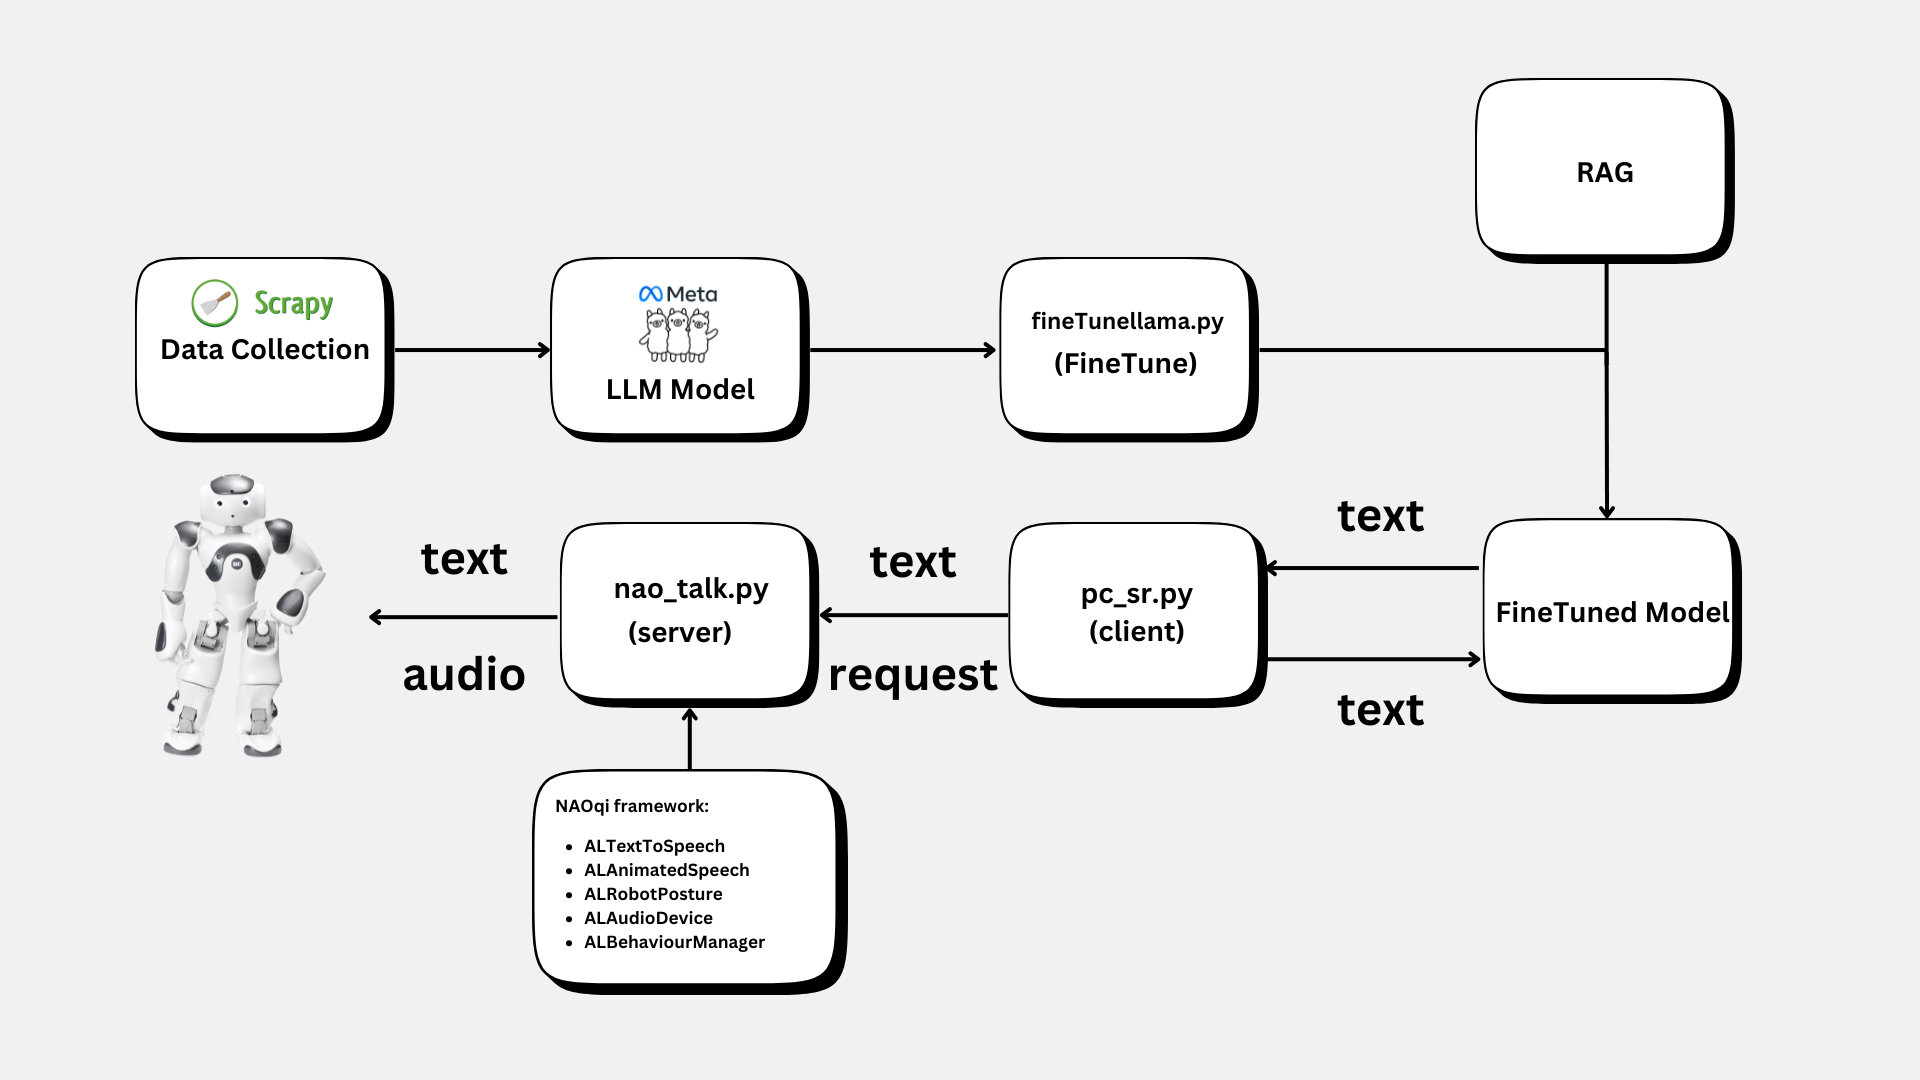 RAG
Scrapy
Data Collection
Meta
LLM Model
fineTunellama.py
(FineTune)
text
audio
nao_talk.py
(server)
text
request
pc_sr.py
(client)
text
text
FineTuned Model
NAOqi framework:
• ALTextToSpeech
• ALAnimatedSpeech
• ALRobotPosture
• ALAudioDevice
• ALBehaviourManager